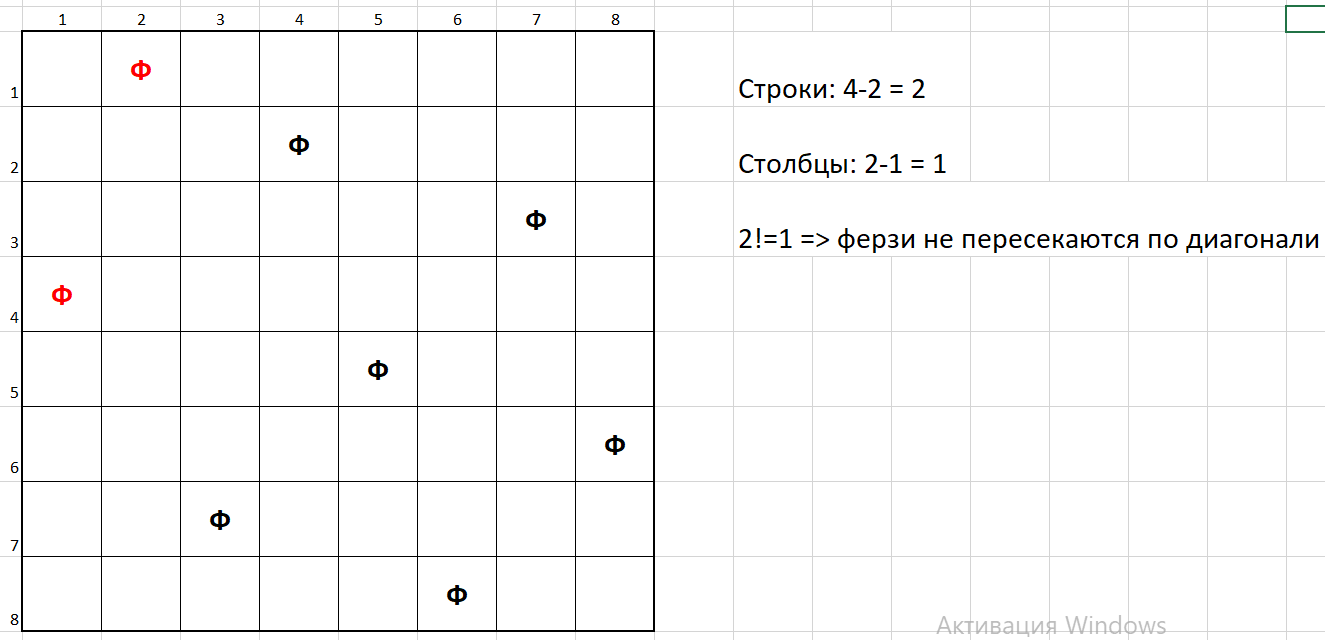 1 2 3 4 5 6 7 8
1 Ф
Строки: 4-2 = 2
2 Ф
Столбцы: 2-1 = 1
3 Ф
2!=1 => ферзи не пересекаются по диагонали
4 Ф
5 Ф
6 Ф
7 Ф
8 Ф
Активация Windows